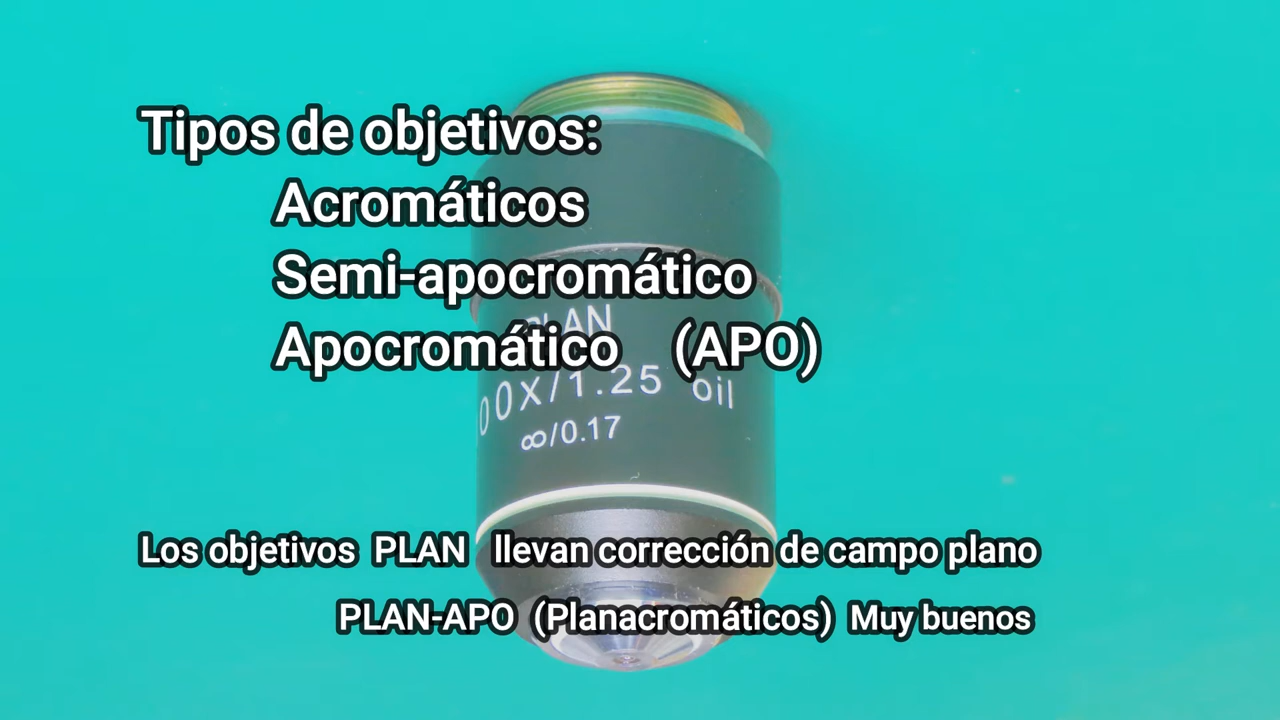 Tipos de objetivos:
Acromáticos
Semi-apocromático
PLAN
Apocromático (APO)
00X/1.25 oil
∞/0.17
Los objetivos PLAN llevan corrección de campo plano
PLAN-APO (Planacromáticos) Muy buenos